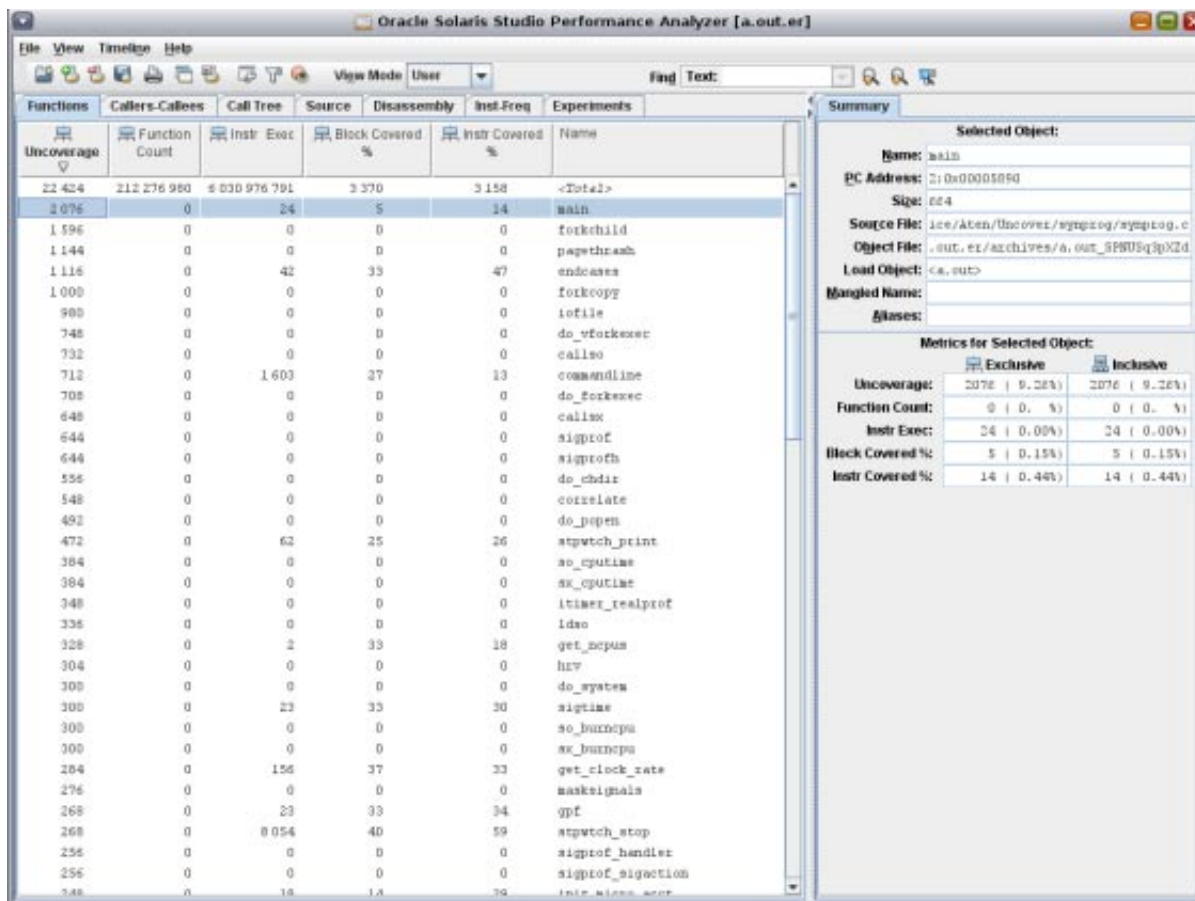 Oracle Solaris Studio Performance Analyzer [a.out.er]
File View Timeline Help
View Mode User Find Text:
Functions Callers-Callees Call Tree Source Disassembly Inst-Freq Experiments
Uncoverage Function Count Instr Exec Block Covered % Instr Covered % Name
22 424 212 276 980 6 030 976 791 3 370 3 158 <Total>
2 076 0 24 5 14 main
1 596 0 0 0 0 forkchild
1 144 0 0 0 0 pagethrash
1 116 0 42 33 47 endcases
1 000 0 0 0 0 forkcopy
980 0 0 0 0 iofile
748 0 0 0 0 do_vforkexec
732 0 0 0 0 callso
712 0 1 603 27 13 commandline
708 0 0 0 0 do_forkexec
648 0 0 0 0 callsx
644 0 0 0 0 sigprof
644 0 0 0 0 sigprofh
556 0 0 0 0 do_chdir
548 0 0 0 0 correlate
492 0 0 0 0 do_popen
472 0 62 25 26 stpwtch_print
384 0 0 0 0 so_cputime
384 0 0 0 0 sx_cputime
348 0 0 0 0 itimer_realprof
336 0 0 0 0 ldso
328 0 2 33 18 get_ncpus
304 0 0 0 0 hrv
300 0 0 0 0 do_system
300 0 23 33 30 sigtime
300 0 0 0 0 so_burncpu
300 0 0 0 0 sx_burncpu
284 0 156 37 33 get_clock_rate
276 0 0 0 0 masksignals
268 0 23 33 34 gpf
268 0 8 054 40 59 stpwtch_stop
256 0 0 0 0 sigprof_handler
256 0 0 0 0 sigprof_sigaction
Summary
Selected Object:
Name: main
PC Address: 2:0x00005890
Size:
Source File: ice/Aten/Uncover/synprog/synprog.c
Object File:
Load Object: <a.out>
Mangled Name:
Aliases:
Metrics for Selected Object:
Exclusive Inclusive
Uncoverage: 2076 ( 9.26%) 2076 ( 9.26%)
Function Count: 0 ( 0. %) 0 ( 0. %)
Instr Exec: 24 ( 0.00%) 24 ( 0.00%)
Block Covered %: 5 ( 0.15%) 5 ( 0.15%)
Instr Covered %: 14 ( 0.44%) 14 ( 0.44%)